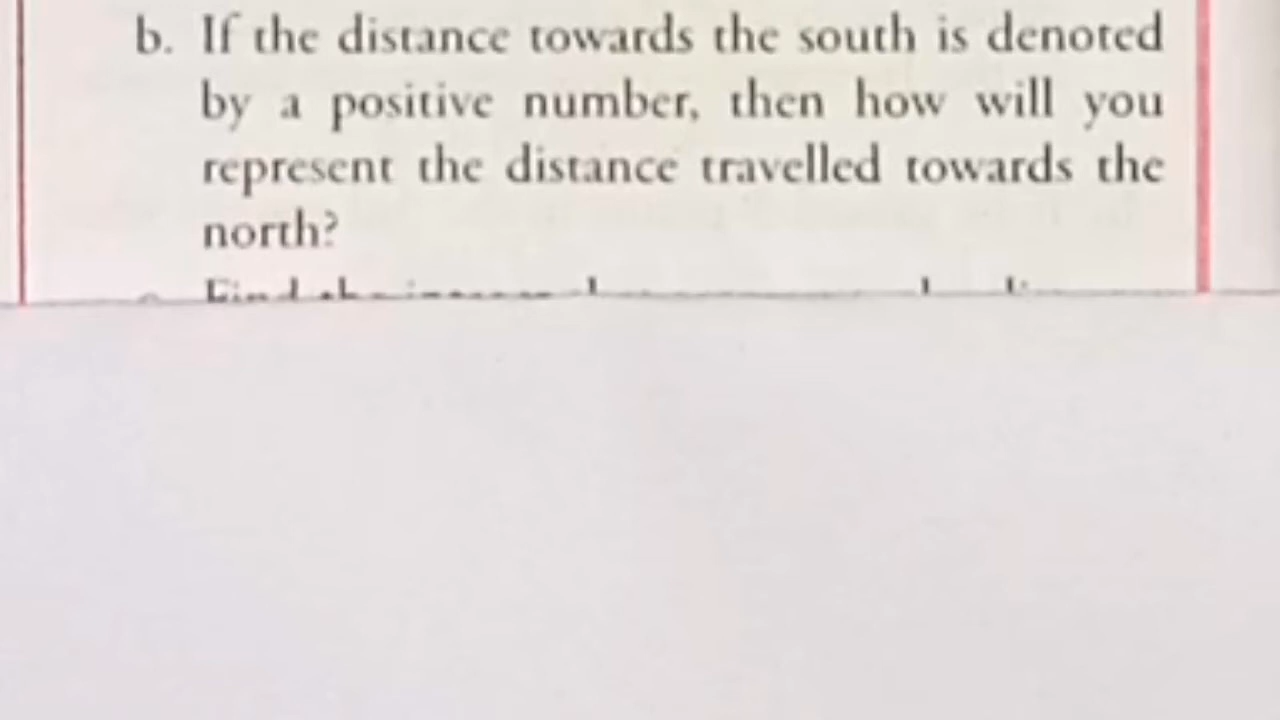 b. If the distance towards the south is denoted
by a positive number, then how will you
represent the distance travelled towards the
north?